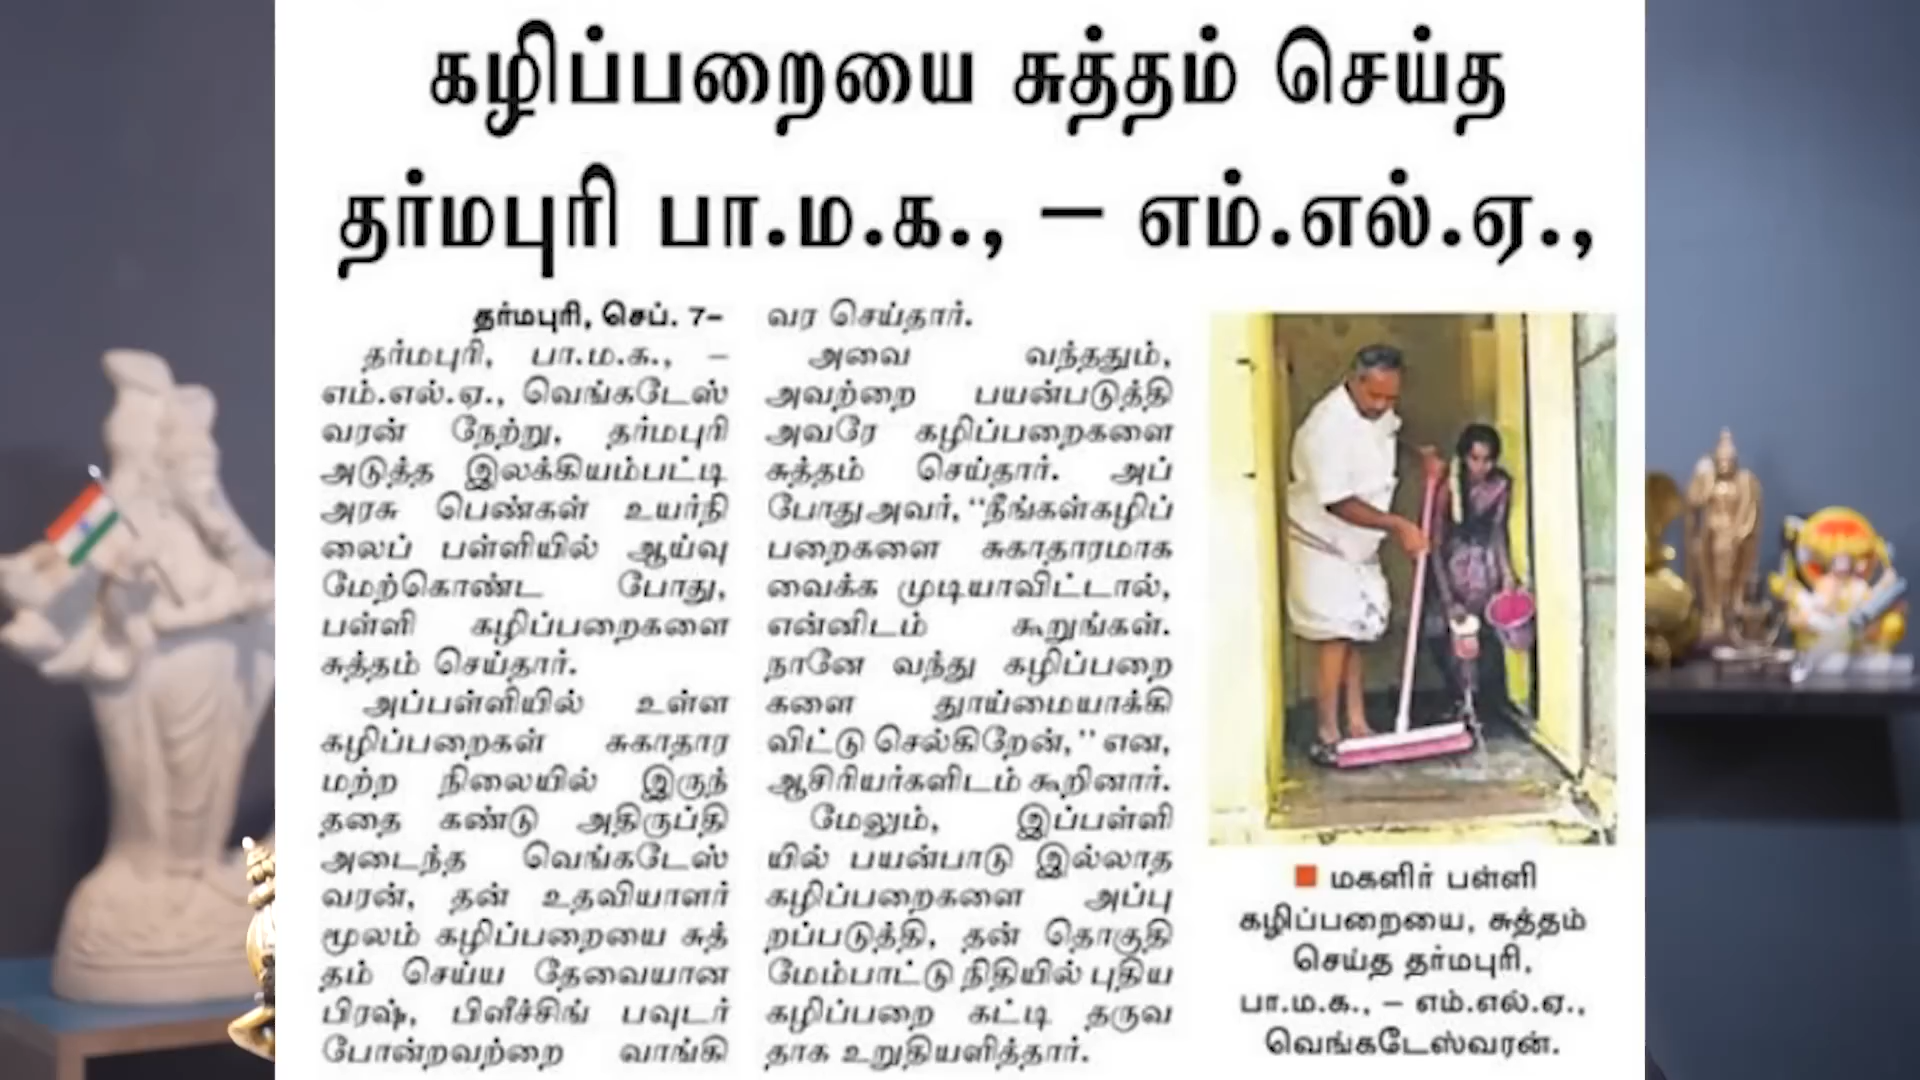 கழிப்பறையை சுத்தம் செய்த
தர்மபுரி பா.ம.க., – எம்.எல்.ஏ.,
தர்மபுரி, செப். 7–
தர்மபுரி, பா.ம.க., –
எம்.எல்.ஏ., வெங்கடேஸ்
வரன் நேற்று, தர்மபுரி
அடுத்த இலக்கியம்பட்டி
அரசு பெண்கள் உயர்நி
லைப் பள்ளியில் ஆய்வு
மேற்கொண்ட போது,
பள்ளி கழிப்பறைகளை
சுத்தம் செய்தார்.
அப்பள்ளியில் உள்ள
கழிப்பறைகள் சுகாதார
மற்ற நிலையில் இருந்
ததை கண்டு அதிருப்தி
அடைந்த வெங்கடேஸ்
வரன், தன் உதவியாளர்
மூலம் கழிப்பறையை சுத்
தம் செய்ய தேவையான
பிரஷ், பிளீச்சிங் பவுடர்
போன்றவற்றை வாங்கி
வர செய்தார்.
அவை வந்ததும்,
அவற்றை பயன்படுத்தி
அவரே கழிப்பறைகளை
சுத்தம் செய்தார். அப்
போது அவர், ''நீங்கள் கழிப்
பறைகளை சுகாதாரமாக
வைக்க முடியாவிட்டால்,
என்னிடம் கூறுங்கள்.
நானே வந்து கழிப்பறை
களை தூய்மையாக்கி
விட்டு செல்கிறேன்,'' என,
ஆசிரியர்களிடம் கூறினார்.
மேலும், இப்பள்ளி
யில் பயன்பாடு இல்லாத
கழிப்பறைகளை அப்பு
றப்படுத்தி, தன் தொகுதி
மேம்பாட்டு நிதியில் புதிய
கழிப்பறை கட்டி தருவ
தாக உறுதியளித்தார்.
மகளிர் பள்ளி
கழிப்பறையை, சுத்தம்
செய்த தர்மபுரி,
பா.ம.க., – எம்.எல்.ஏ.,
வெங்கடேஸ்வரன்.